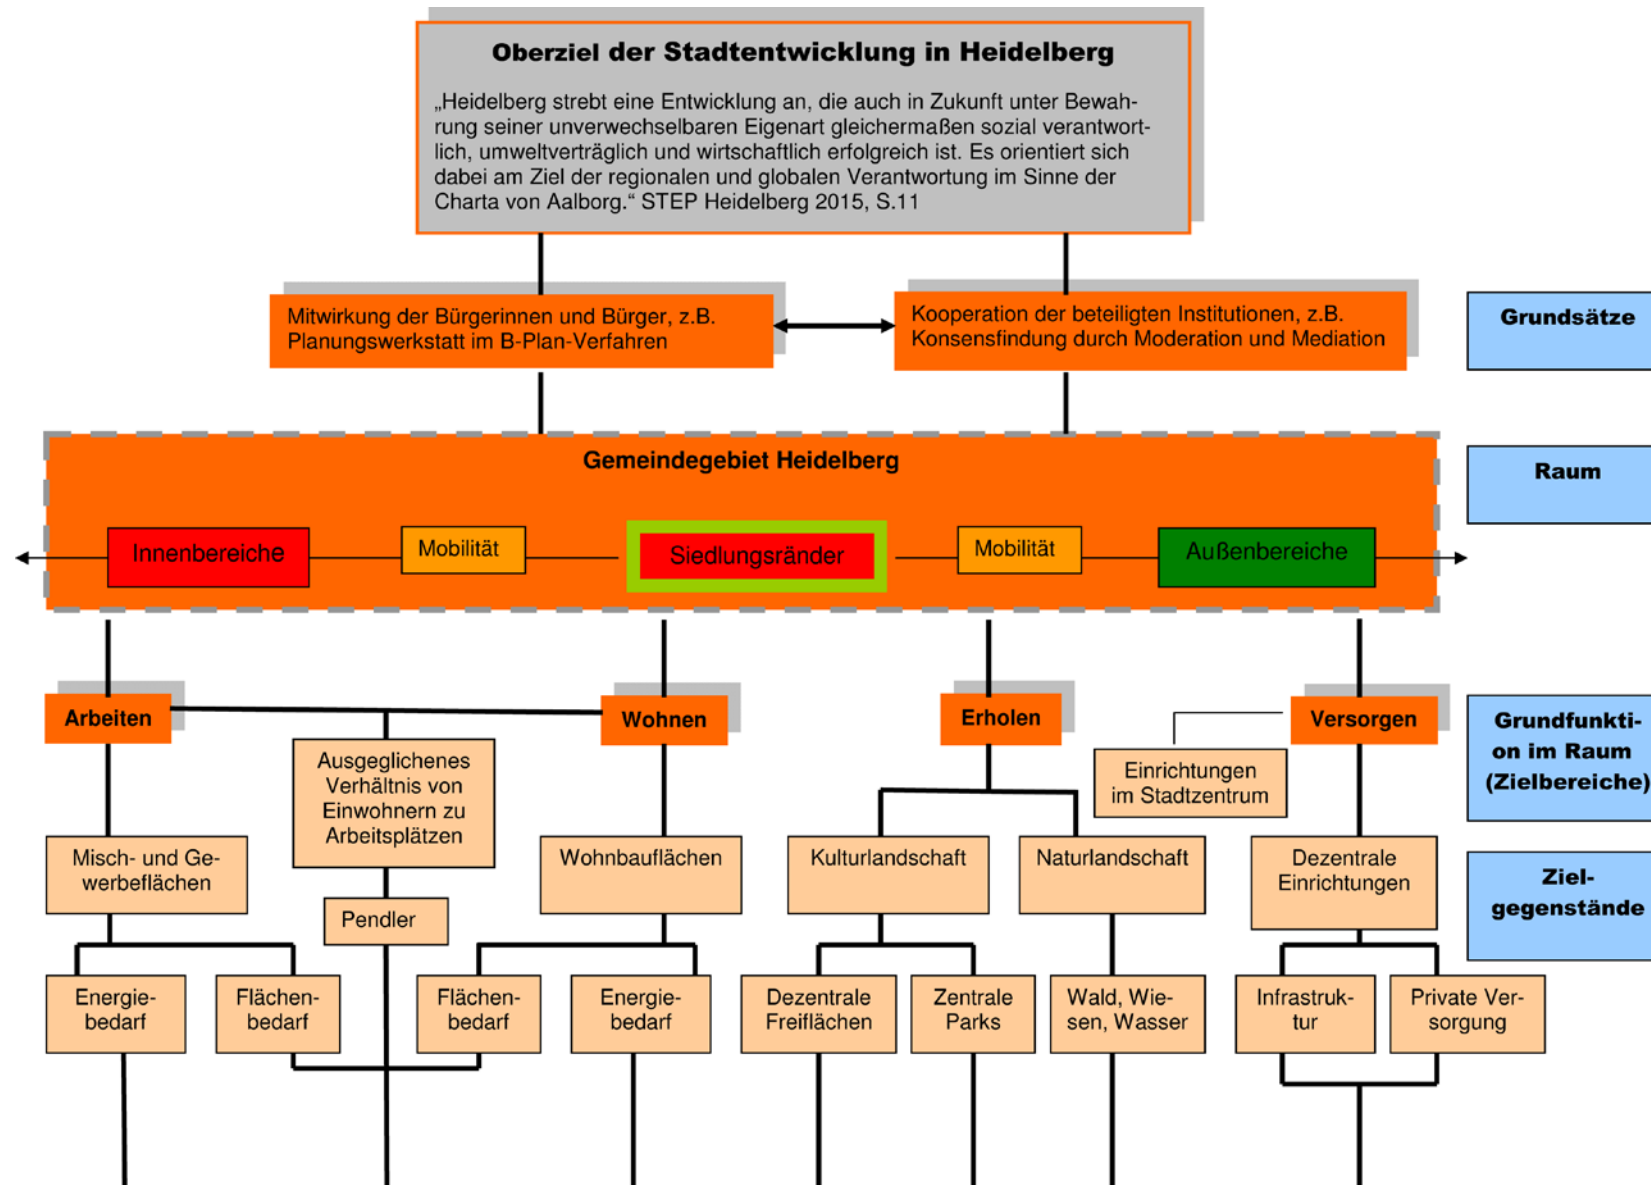 Oberziel der Stadtentwicklung in Heidelberg
„Heidelberg strebt eine Entwicklung an, die auch in Zukunft unter Bewah-
rung seiner unverwechselbaren Eigenart gleichermaßen sozial verantwort-
lich, umweltverträglich und wirtschaftlich erfolgreich ist. Es orientiert sich
dabei am Ziel der regionalen und globalen Verantwortung im Sinne der
Charta von Aalborg.“ STEP Heidelberg 2015, S.11
Mitwirkung der Bürgerinnen und Bürger, z.B.
Planungswerkstatt im B-Plan-Verfahren
Kooperation der beteiligten Institutionen, z.B.
Konsensfindung durch Moderation und Mediation
Grundsätze
Gemeindegebiet Heidelberg
Raum
Innenbereiche
Mobilität
Siedlungsränder
Mobilität
Außenbereiche
Arbeiten
Wohnen
Erholen
Versorgen
Grundfunkti-
on im Raum
(Zielbereiche)
Ausgeglichenes
Verhältnis von
Einwohnern zu
Arbeitsplätzen
Einrichtungen
im Stadtzentrum
Misch- und Ge-
werbeflächen
Wohnbauflächen
Kulturlandschaft
Naturlandschaft
Dezentrale
Einrichtungen
Ziel-
gegenstände
Pendler
Energie-
bedarf
Flächen-
bedarf
Flächen-
bedarf
Energie-
bedarf
Dezentrale
Freiflächen
Zentrale
Parks
Wald, Wie-
sen, Wasser
Infrastruk-
tur
Private Ver-
sorgung